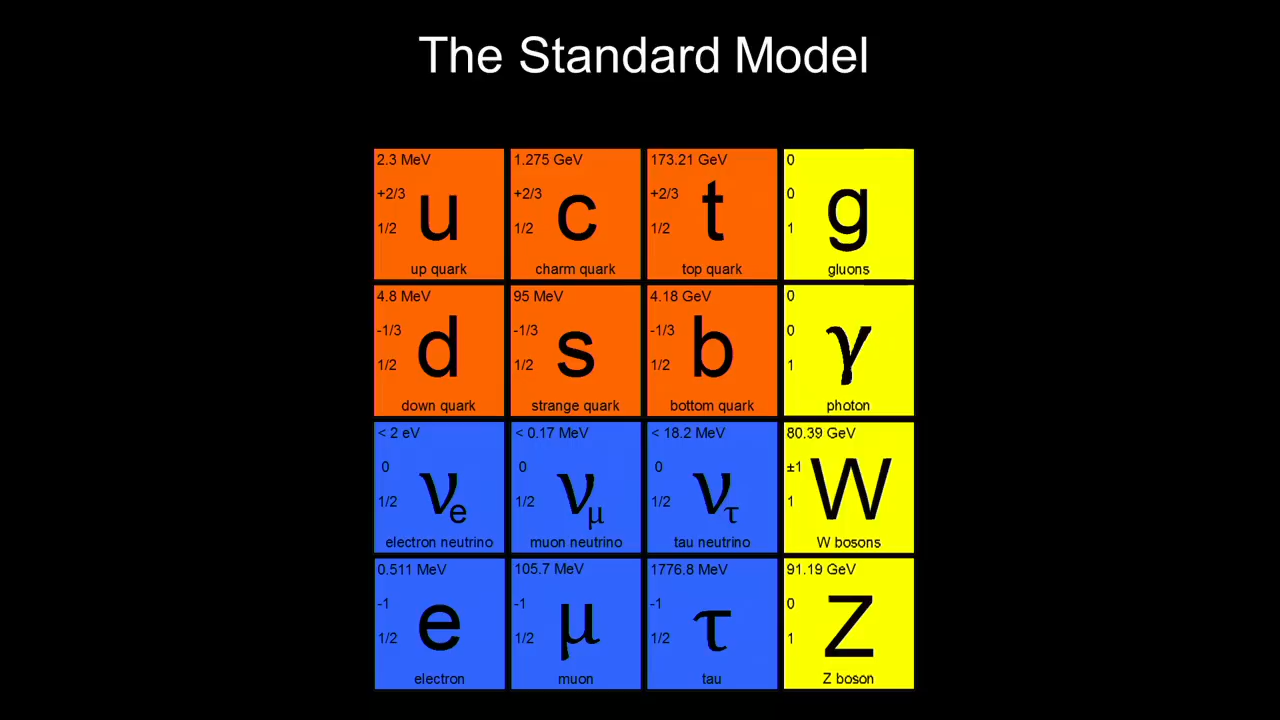 The Standard Model
2.3 MeV
+2/3
u
1/2
up quark
1.275 GeV
+2/3
c
1/2
charm quark
173.21 GeV
+2/3
t
1/2
top quark
0
0
g
1
gluons
4.8 MeV
-1/3
d
1/2
down quark
95 MeV
-1/3
s
1/2
strange quark
4.18 GeV
-1/3
b
1/2
bottom quark
0
0
γ
1
photon
< 2 eV
0
νe
1/2
electron neutrino
< 0.17 MeV
0
νμ
1/2
muon neutrino
< 18.2 MeV
0
ντ
1/2
tau neutrino
80.39 GeV
±1
W
1
W bosons
0.511 MeV
-1
e
1/2
electron
105.7 MeV
-1
μ
1/2
muon
1776.8 MeV
-1
τ
1/2
tau
91.19 GeV
0
Z
1
Z boson